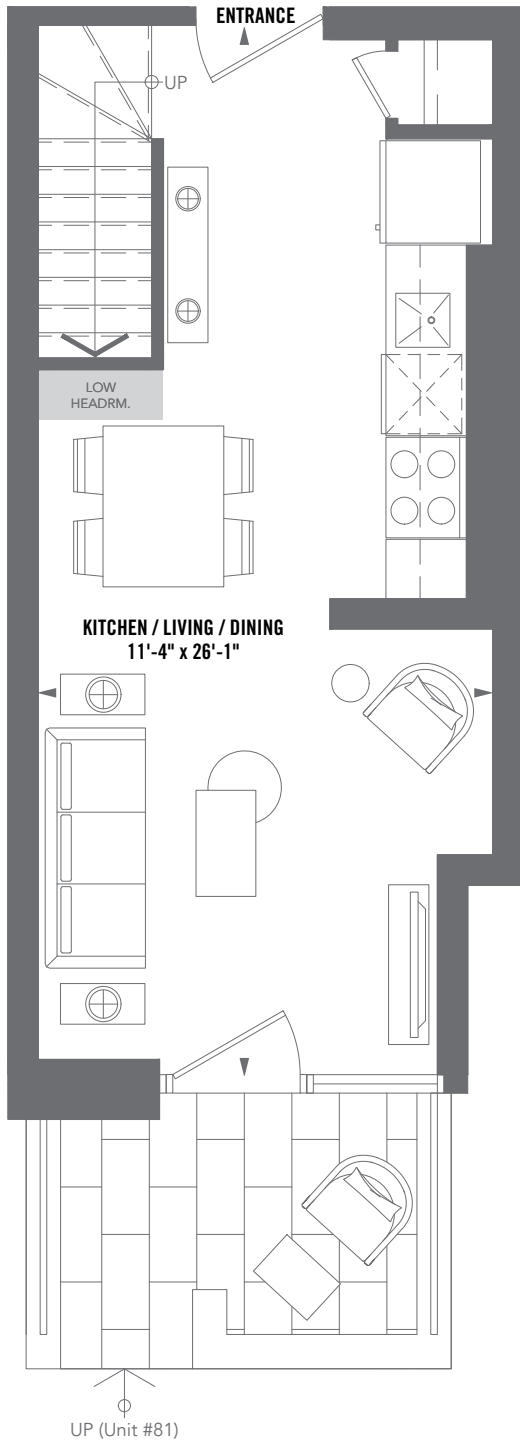 ENTRANCE
UP
LOW
HEADRM.
KITCHEN / LIVING / DINING
11'-4" x 26'-1"
UP (Unit #81)